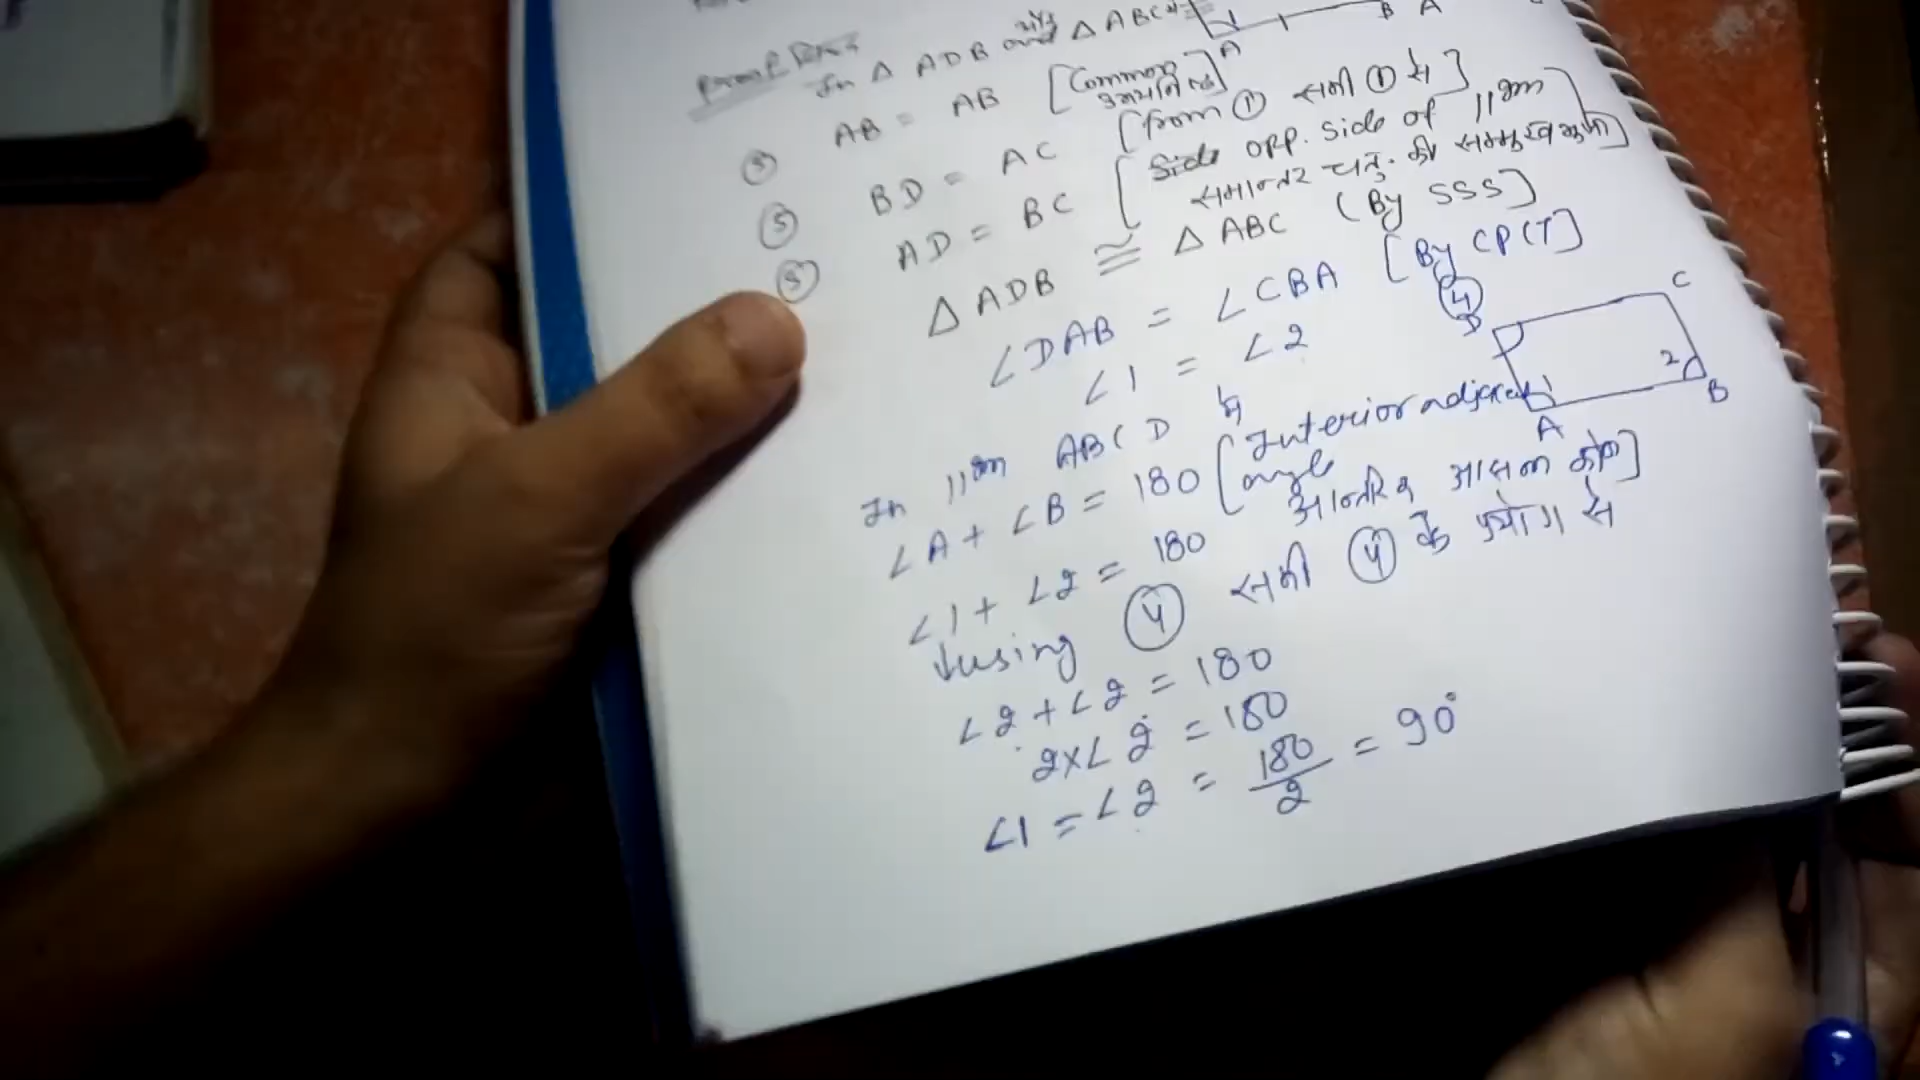 Proof
In Δ ADB and Δ ABC
B A
A
AB = AB [Common
उभयनिष्ठ]
(S) BD = AC [from ① समी ① से]
(S) AD = BC [Side opp. side of ||gm
समान्तर चतु. की सम्मुख भुजा]
(S)
Δ ADB ≅ Δ ABC (By SSS]
∠DAB = ∠CBA [By CPCT]
∠1 = ∠2 ④
D C
2
B
A
In ||gm ABCD में
∠A + ∠B = 180 [Interior adjacent
angle
आन्तरिक आसन्न कोण]
∠1 + ∠2 = 180
using ④ समी ④ के प्रयोग से
∠2 + ∠2 = 180
2×∠2 = 180
∠1 = ∠2 = 180/2 = 90°